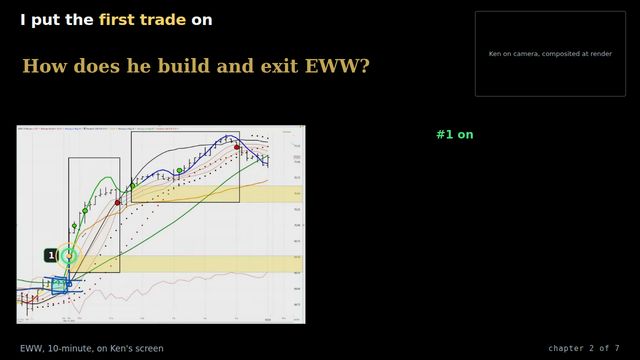 I put the first trade on
Ken on camera, composited at render
How does he build and exit EWW?
#1 on
1
EWW, 10-minute, on Ken's screen
chapter 2 of 7